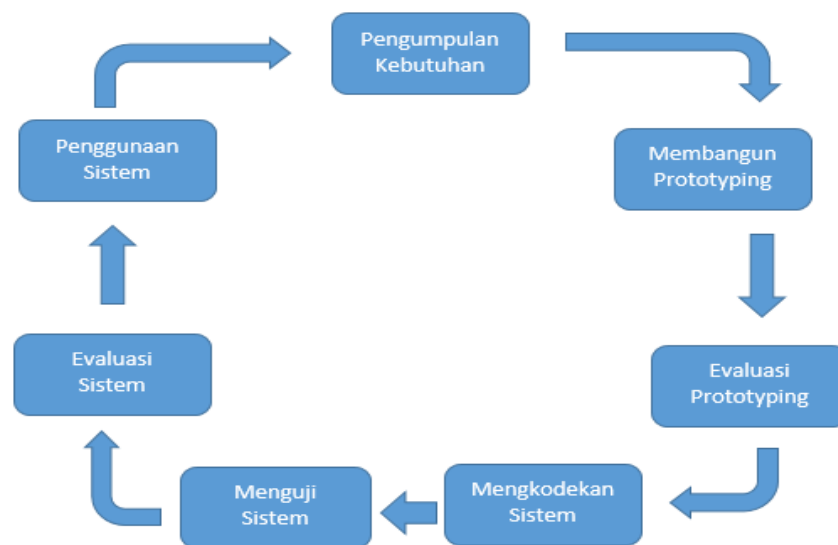 Pengumpulan
Kebutuhan
Membangun
Prototyping
Evaluasi
Prototyping
Mengkodekan
Sistem
Menguji
Sistem
Evaluasi
Sistem
Penggunaan
Sistem